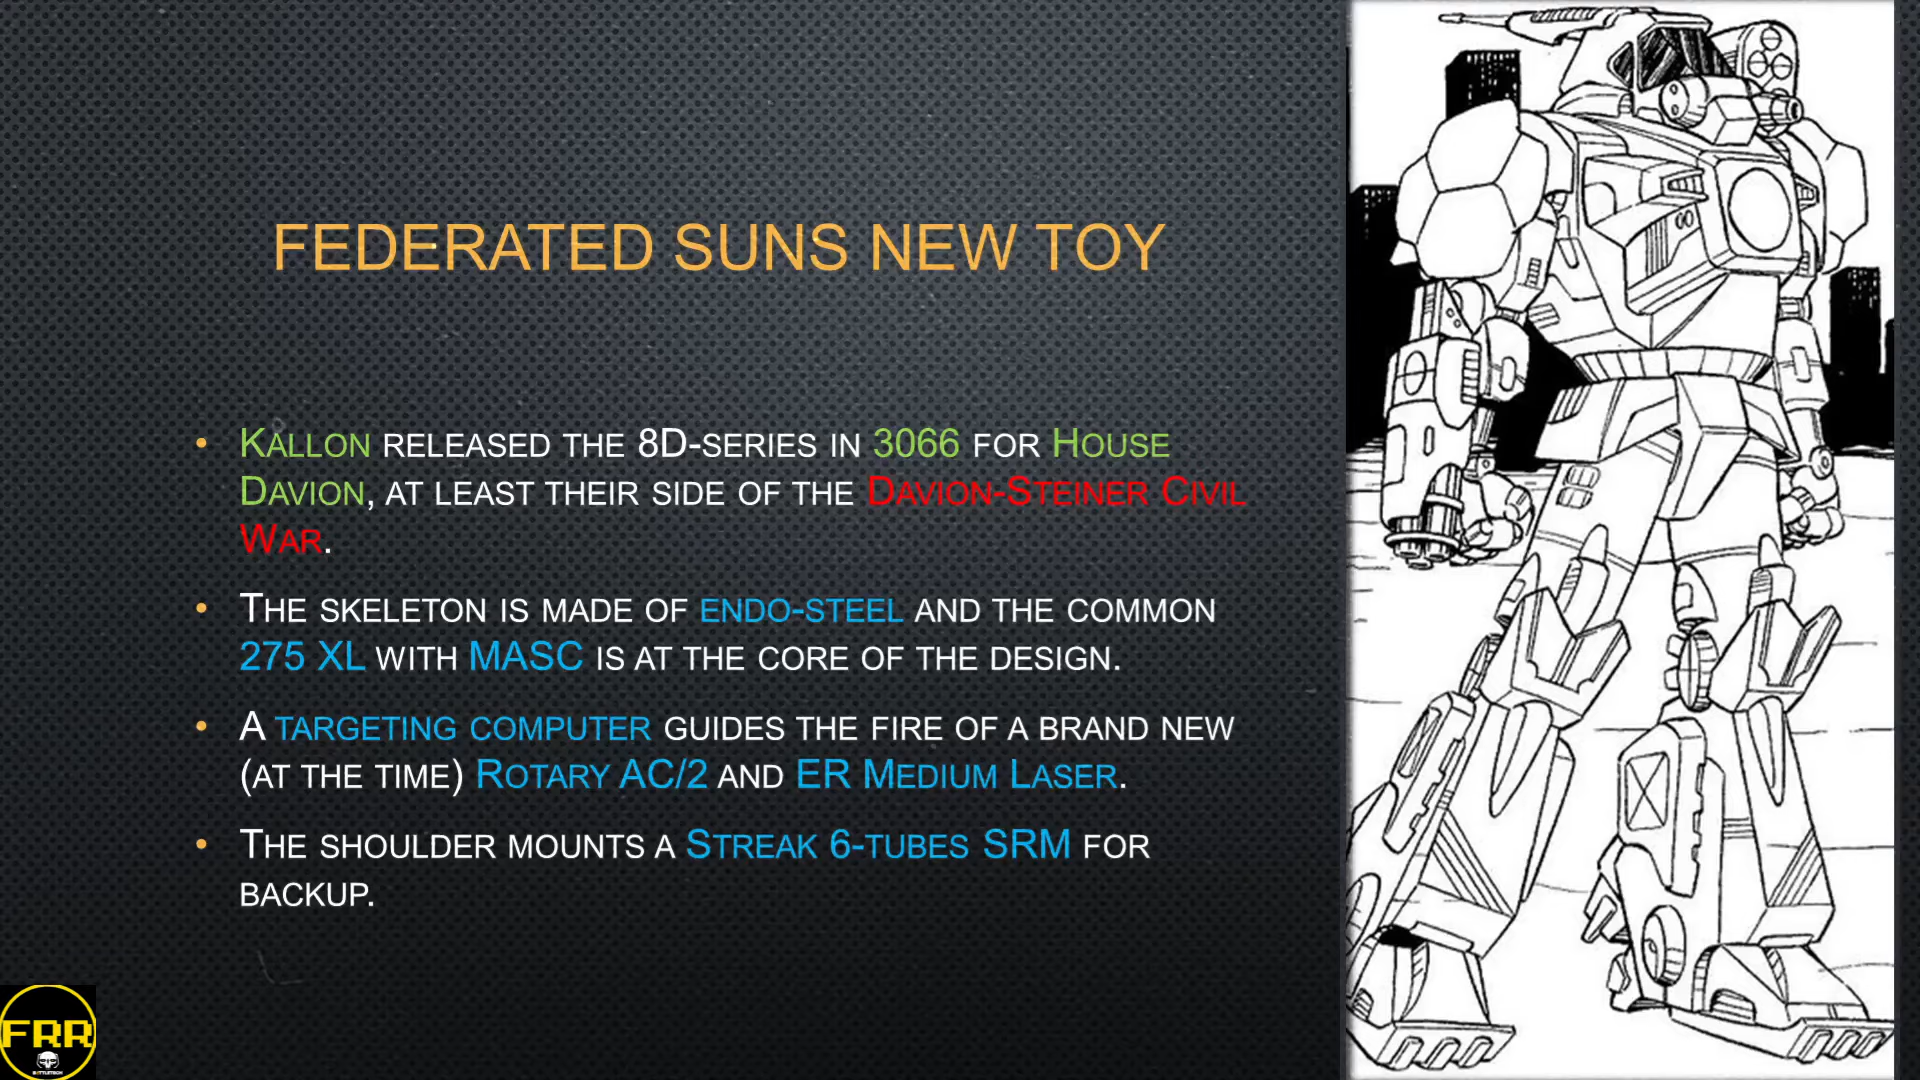 FEDERATED SUNS NEW TOY
• KALLON RELEASED THE 8D-SERIES IN 3066 FOR HOUSE
DAVION, AT LEAST THEIR SIDE OF THE DAVION-STEINER CIVIL
WAR.
• THE SKELETON IS MADE OF ENDO-STEEL AND THE COMMON
275 XL WITH MASC IS AT THE CORE OF THE DESIGN.
• A TARGETING COMPUTER GUIDES THE FIRE OF A BRAND NEW
(AT THE TIME) ROTARY AC/2 AND ER MEDIUM LASER.
• THE SHOULDER MOUNTS A STREAK 6-TUBES SRM FOR
BACKUP.
FRR
BATTLETECH